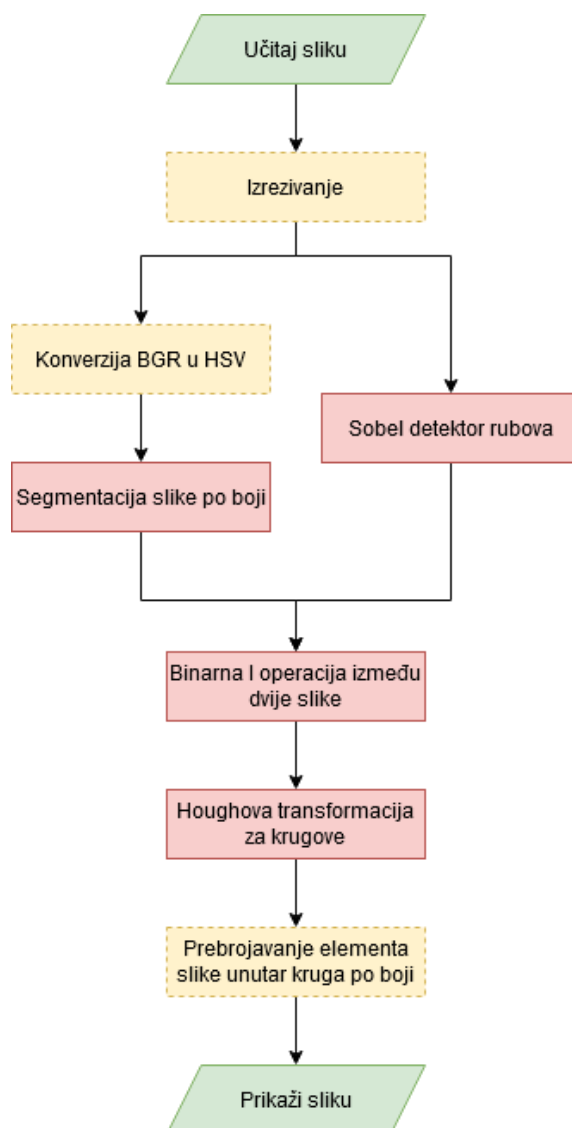 Učitaj sliku
Izrezivanje
Konverzija BGR u HSV
Sobel detektor rubova
Segmentacija slike po boji
Binarna I operacija između
dvije slike
Houghova transformacija
za krugove
Prebrojavanje elementa
slike unutar kruga po boji
Prikaži sliku